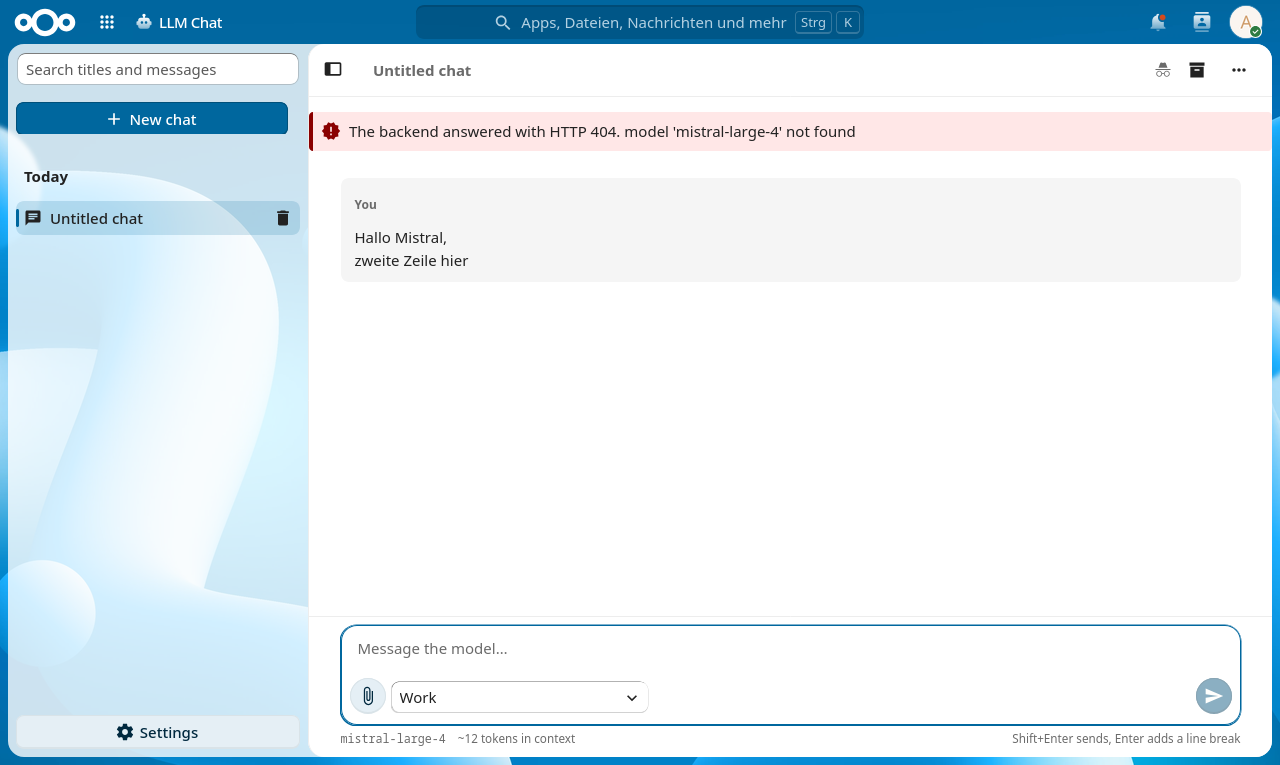 LLM Chat
Apps, Dateien, Nachrichten und mehr Strg K
A
Search titles and messages
New chat
Today
Untitled chat
Settings
Untitled chat
The backend answered with HTTP 404. model 'mistral-large-4' not found
You
Hallo Mistral,
zweite Zeile hier
Message the model...
Work
mistral-large-4 ~12 tokens in context
Shift+Enter sends, Enter adds a line break